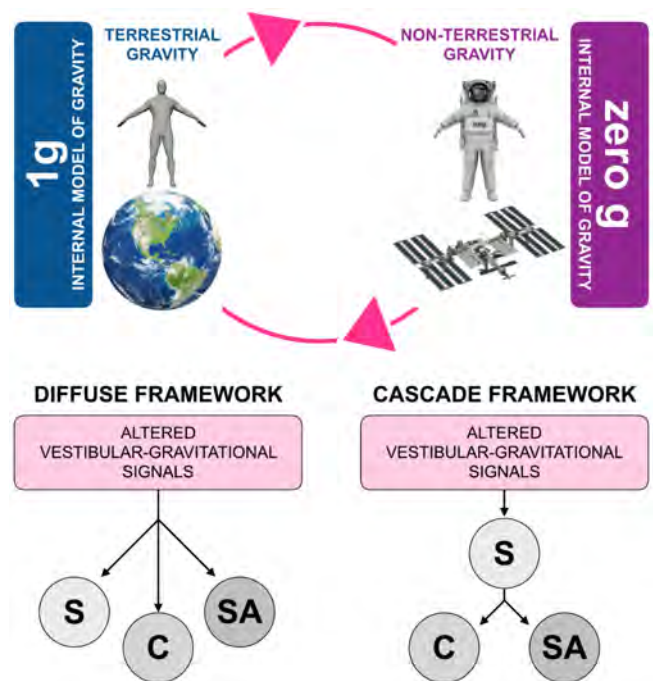 TERRESTRIAL
GRAVITY
NON-TERRESTRIAL
GRAVITY
1g
INTERNAL MODEL OF GRAVITY
zero g
INTERNAL MODEL OF GRAVITY
DIFFUSE FRAMEWORK
ALTERED
VESTIBULAR-GRAVITATIONAL
SIGNALS
S
C
SA
CASCADE FRAMEWORK
ALTERED
VESTIBULAR-GRAVITATIONAL
SIGNALS
S
C
SA